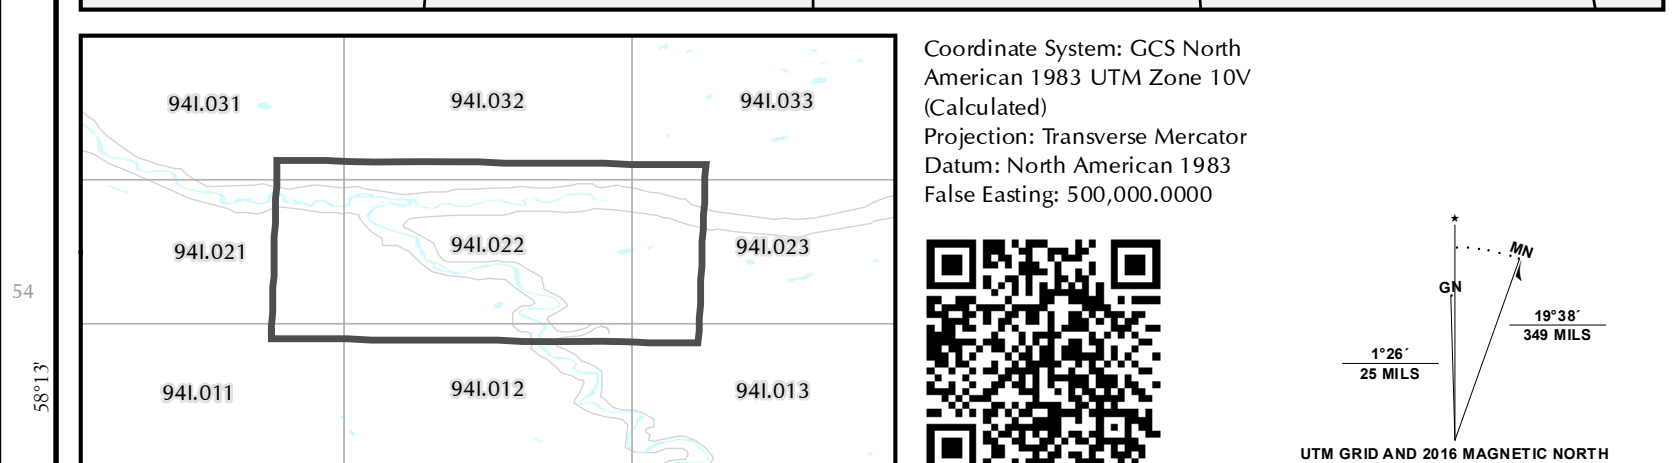 94I.031
94I.032
94I.033
94I.021
94I.022
94I.023
94I.011
94I.012
94I.013
54
58°13'
Coordinate System: GCS North
American 1983 UTM Zone 10V
(Calculated)
Projection: Transverse Mercator
Datum: North American 1983
False Easting: 500,000.0000
MN
GN
19°38´
349 MILS
1°26´
25 MILS
UTM GRID AND 2016 MAGNETIC NORTH